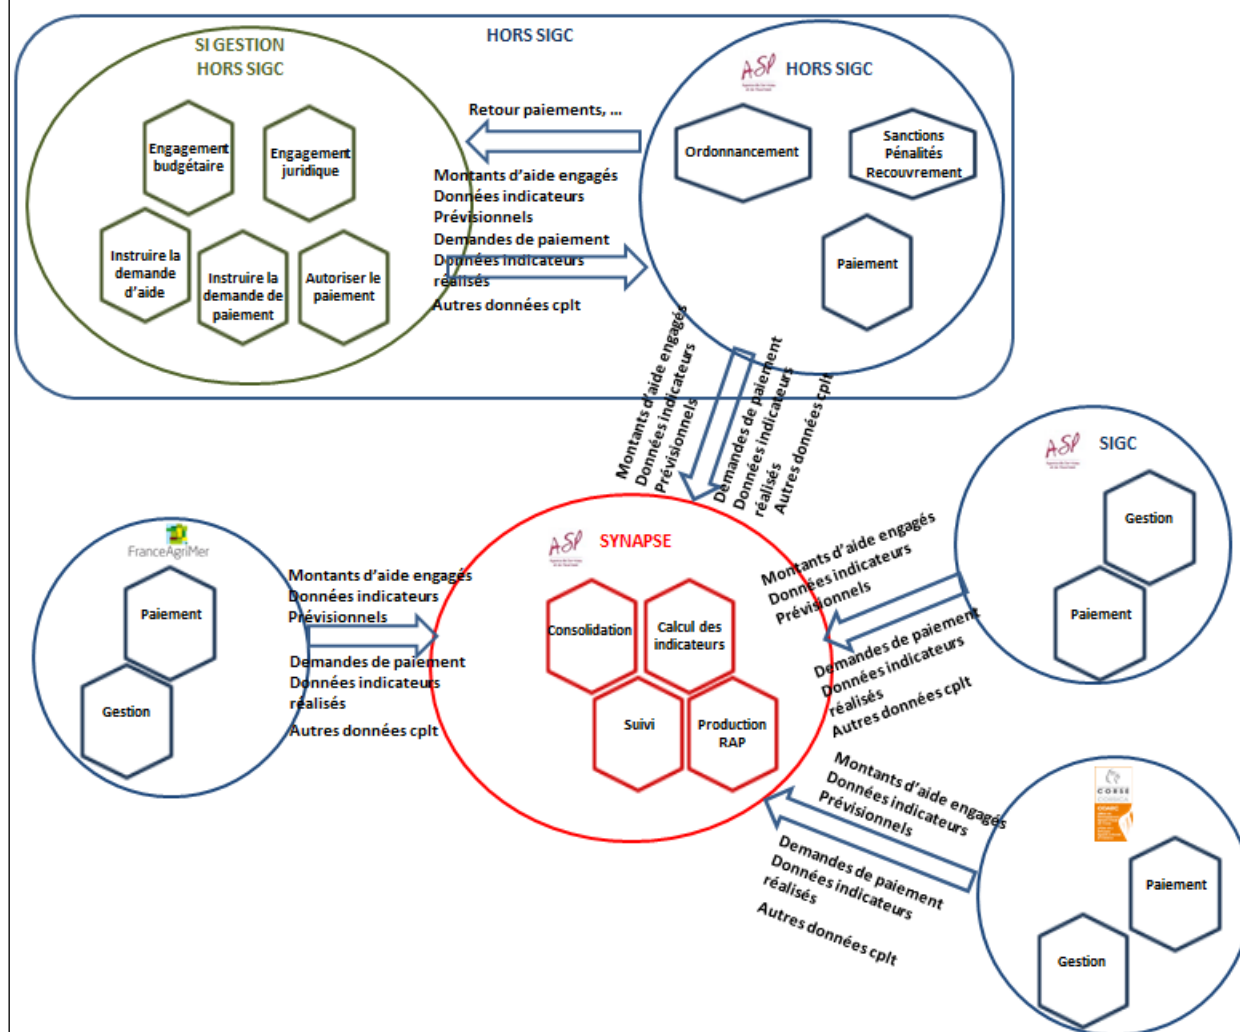 HORS SIGC
SI GESTION
HORS SIGC
Engagement
budgétaire
Engagement
juridique
Instruire la
demande
d'aide
Instruire la
demande de
paiement
Autoriser le
paiement
Retour paiements, ...
Montants d'aide engagés
Données indicateurs
Prévisionnels
Demandes de paiement
Données indicateurs
réalisés
Autres données cplt
ASP
HORS SIGC
Ordonnancement
Sanctions
Pénalités
Recouvrement
Paiement
Montants d'aide engagés
Données indicateurs
Prévisionnels
Demandes de paiement
Données indicateurs
réalisés
Autres données cplt
ASP
SIGC
Gestion
Paiement
Montants d'aide engagés
Données indicateurs
Prévisionnels
Demandes de paiement
Données indicateurs
réalisés
Autres données cplt
FranceAgriMer
Paiement
Gestion
Montants d'aide engagés
Données indicateurs
Prévisionnels
Demandes de paiement
Données indicateurs
réalisés
Autres données cplt
ASP
SYNAPSE
Consolidation
Calcul des
indicateurs
Suivi
Production
RAP
CORSE
Paiement
Gestion
Montants d'aide engagés
Données indicateurs
Prévisionnels
Demandes de paiement
Données indicateurs
réalisés
Autres données cplt